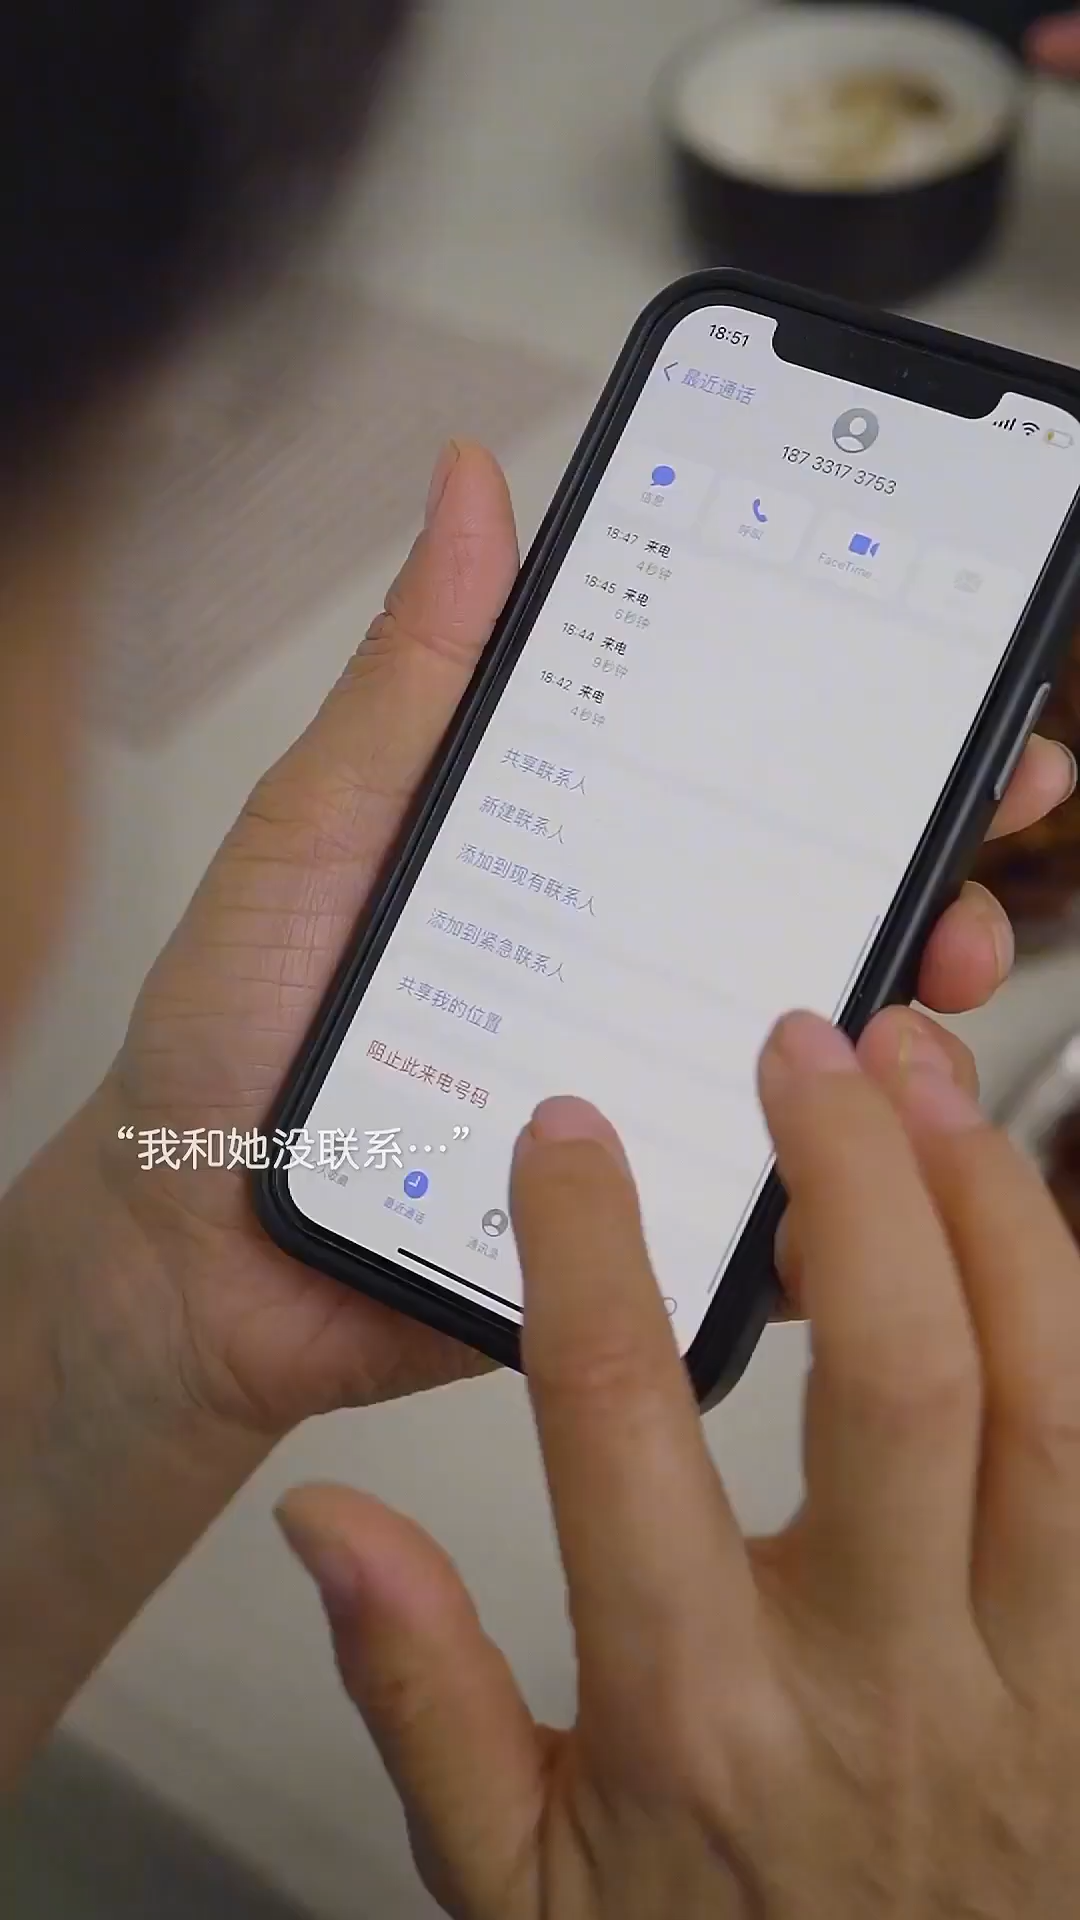 18:51
最近通话
187 3317 3753
信息
呼叫
FaceTime...
18:47 来电
4秒钟
18:45 来电
6秒钟
18:44 来电
9秒钟
18:42 来电
4秒钟
共享联系人
新建联系人
添加到现有联系人
添加到紧急联系人
共享我的位置
阻止此来电号码
“我和她没联系…”
人收藏
最近通话
通讯录